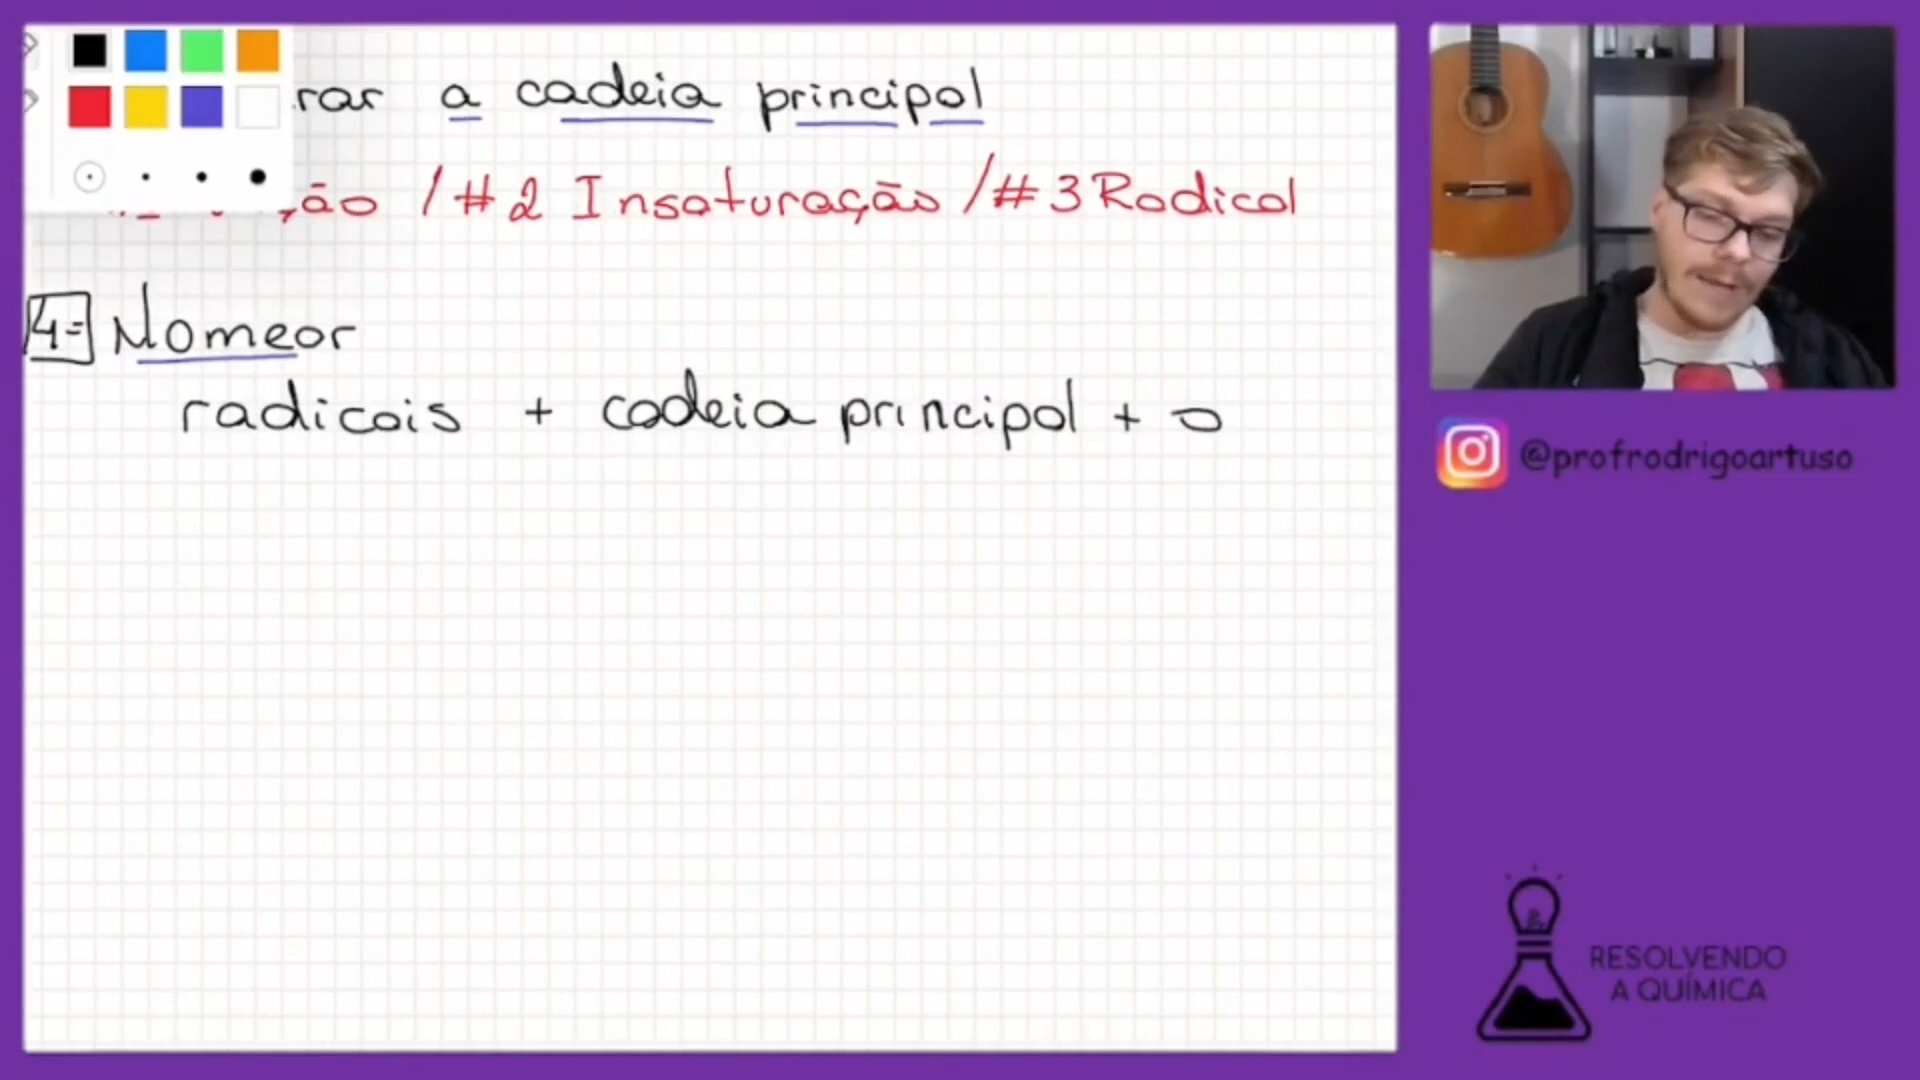 rar a cadeia principal
ção / #2 Insaturação / #3 Radical
4= Nomear
radicais + cadeia principal + o
@profrodrigoartuso
RESOLVENDO
A QUÍMICA